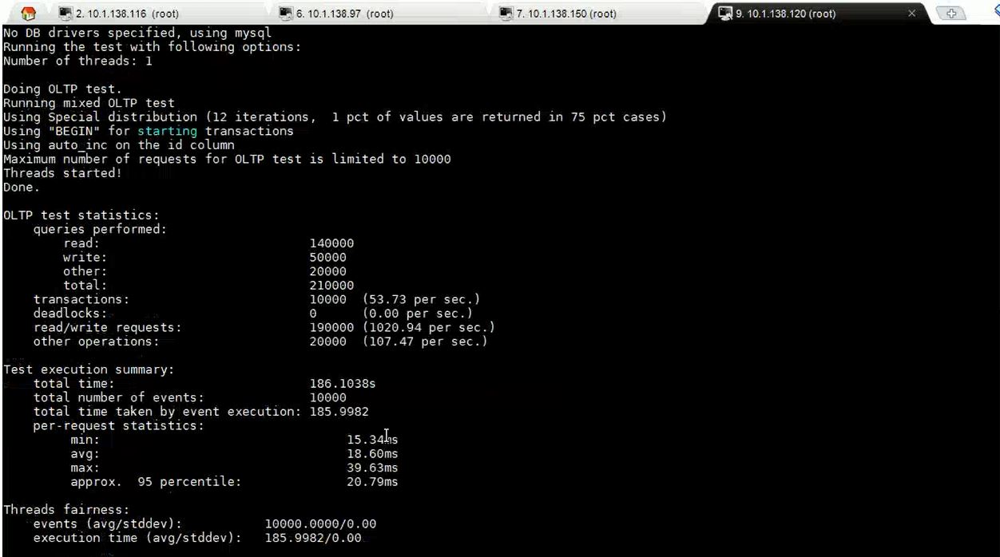 2. 10.1.138.116 (root)
6. 10.1.138.97 (root)
7. 10.1.138.150 (root)
9. 10.1.138.120 (root)
No DB drivers specified, using mysql
Running the test with following options:
Number of threads: 1
Doing OLTP test.
Running mixed OLTP test
Using Special distribution (12 iterations,  1 pct of values are returned in 75 pct cases)
Using "BEGIN" for starting transactions
Using auto_inc on the id column
Maximum number of requests for OLTP test is limited to 10000
Threads started!
Done.
OLTP test statistics:
queries performed:
read: 140000
write: 50000
other: 20000
total: 210000
transactions: 10000  (53.73 per sec.)
deadlocks: 0      (0.00 per sec.)
read/write requests: 190000 (1020.94 per sec.)
other operations: 20000  (107.47 per sec.)
Test execution summary:
total time: 186.1038s
total number of events: 10000
total time taken by event execution: 185.9982
per-request statistics:
min: 15.34ms
avg: 18.60ms
max: 39.63ms
approx.  95 percentile: 20.79ms
Threads fairness:
events (avg/stddev): 10000.0000/0.00
execution time (avg/stddev): 185.9982/0.00